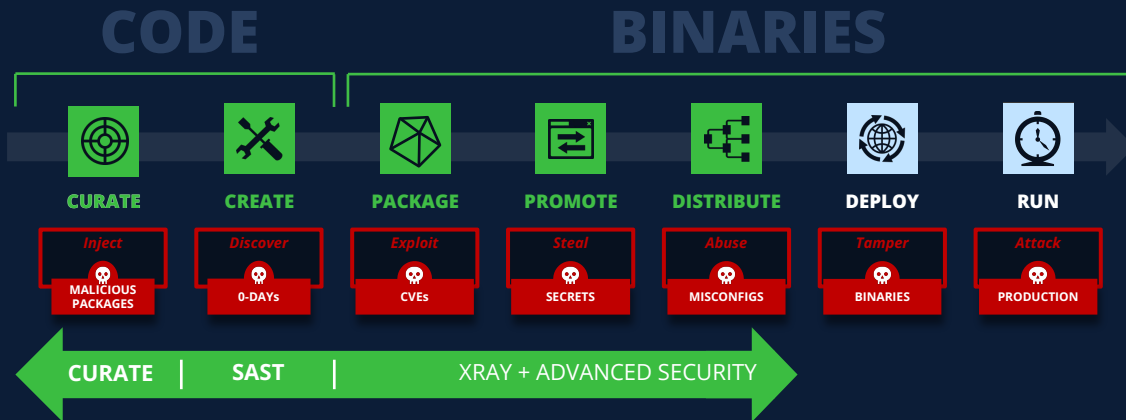 CODE
BINARIES
CURATE
CREATE
PACKAGE
PROMOTE
DISTRIBUTE
DEPLOY
RUN
Inject
Discover
Exploit
Steal
Abuse
Tamper
Attack
MALICIOUS
PACKAGES
0-DAYs
CVEs
SECRETS
MISCONFIGS
BINARIES
PRODUCTION
CURATE | SAST | XRAY + ADVANCED SECURITY